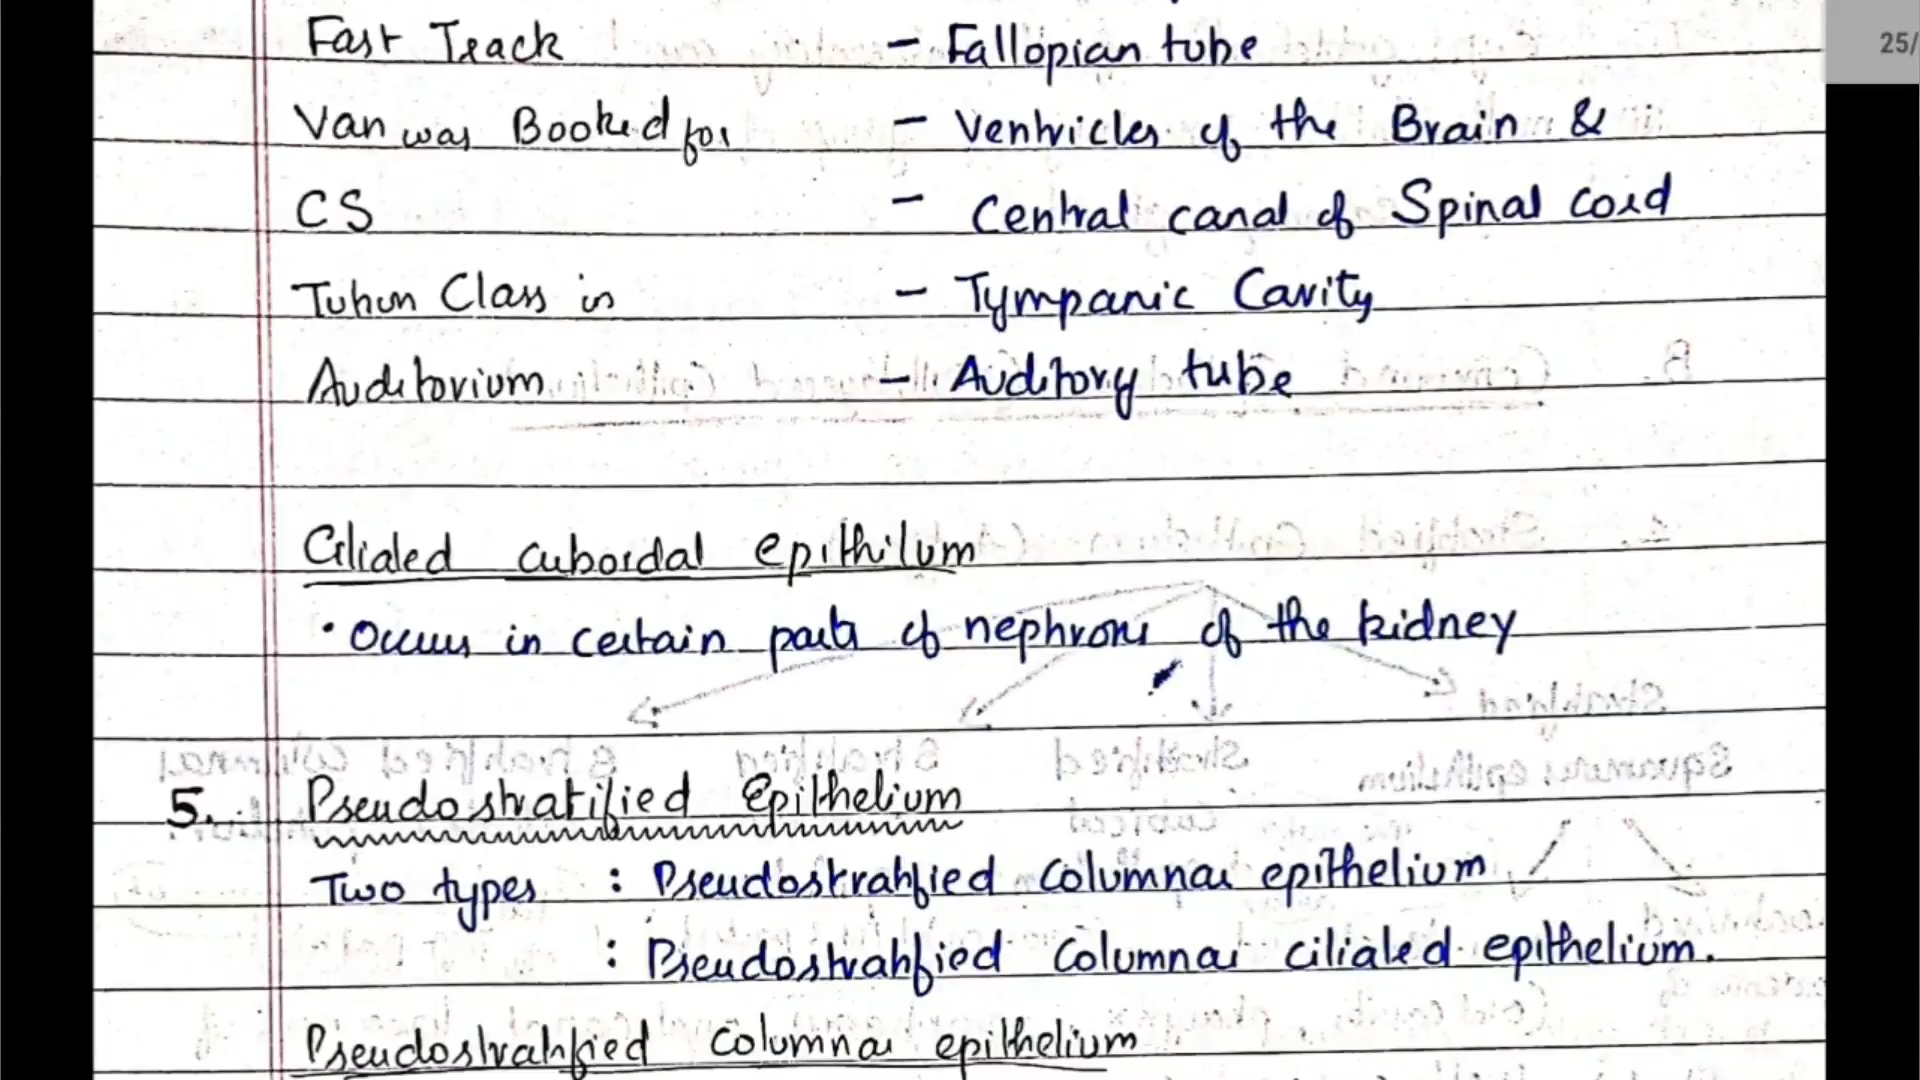 25/
Fast Track - Fallopian tube
Van was Booked for - Ventricles of the Brain &
CS - Central canal of Spinal cord
Tution Class in - Tympanic Cavity
Auditorium - Auditory tube
Ciliated cuboidal epithilum
• Occurs in certain parts of nephrons of the kidney
5. Pseudostratified Epithelium
Two types : Pseudostratified Columnar epithelium
: Pseudostratified Columnar ciliated epithelium.
Pseudostratified columnar epithelium